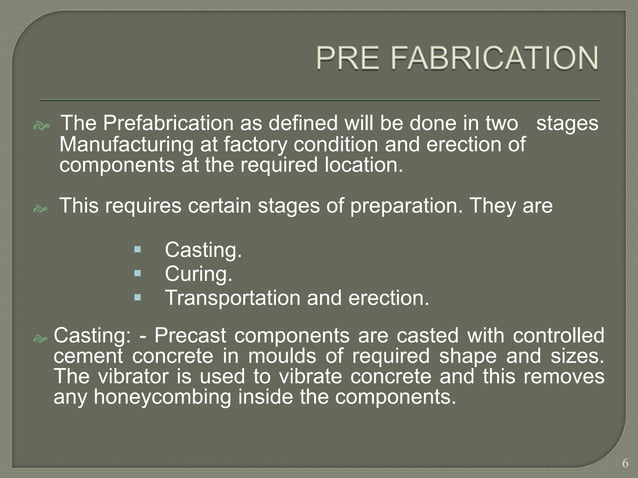 PRE FABRICATION
The Prefabrication as defined will be done in two stages
Manufacturing at factory condition and erection of
components at the required location.
This requires certain stages of preparation. They are
Casting.
Curing.
Transportation and erection.
Casting: - Precast components are casted with controlled
cement concrete in moulds of required shape and sizes.
The vibrator is used to vibrate concrete and this removes
any honeycombing inside the components.
6